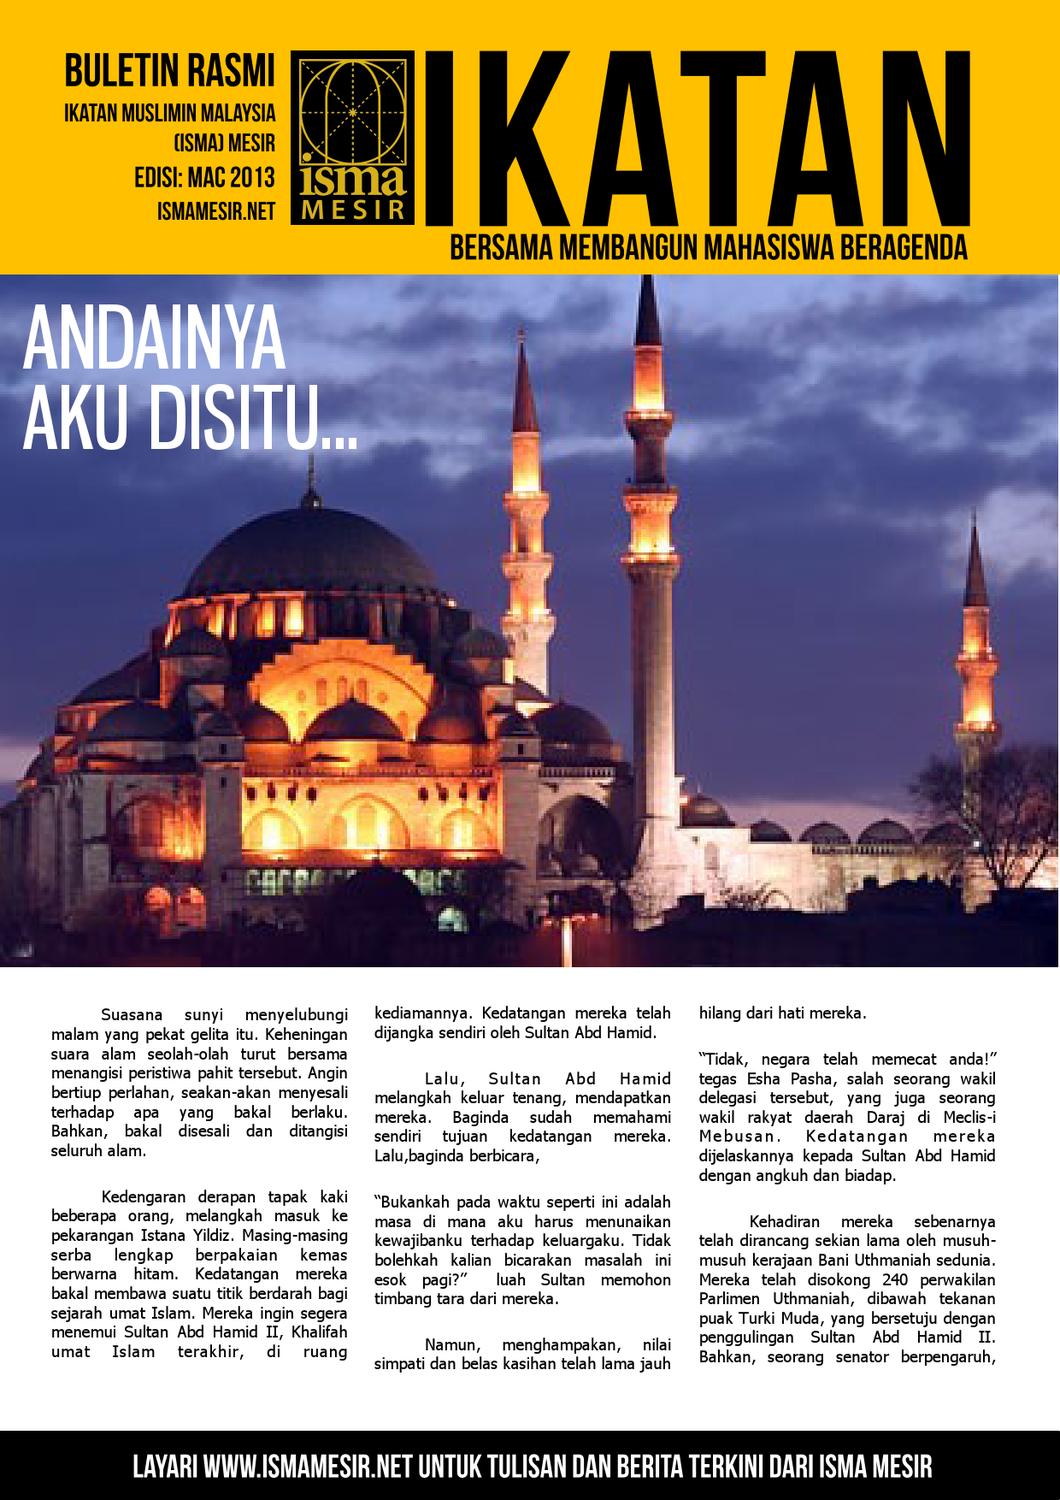 BULETIN RASMI
IKATAN MUSLIMIN MALAYSIA
(ISMA) MESIR
EDISI: MAC 2013
ISMAMESIR.NET
isma
MESIR
IKATAN
BERSAMA MEMBANGUN MAHASISWA BERAGENDA
ANDAINYA
AKU DISITU...
Suasana sunyi menyelubungi
malam yang pekat gelita itu. Keheningan
suara alam seolah-olah turut bersama
menangisi peristiwa pahit tersebut. Angin
bertiup perlahan, seakan-akan menyesali
terhadap apa yang bakal berlaku.
Bahkan, bakal disesali dan ditangisi
seluruh alam.
Kedengaran derapan tapak kaki
beberapa orang, melangkah masuk ke
pekarangan Istana Yildiz. Masing-masing
serba lengkap berpakaian kemas
berwarna hitam. Kedatangan mereka
bakal membawa suatu titik berdarah bagi
sejarah umat Islam. Mereka ingin segera
menemui Sultan Abd Hamid II, Khalifah
umat Islam terakhir, di ruang
kediamannya. Kedatangan mereka telah
dijangka sendiri oleh Sultan Abd Hamid.
Lalu, Sultan Abd Hamid
melangkah keluar tenang, mendapatkan
mereka. Baginda sudah memahami
sendiri tujuan kedatangan mereka.
Lalu,baginda berbicara,
“Bukankah pada waktu seperti ini adalah
masa di mana aku harus menunaikan
kewajibanku terhadap keluargaku. Tidak
bolehkah kalian bicarakan masalah ini
esok pagi?” luah Sultan memohon
timbang tara dari mereka.
Namun, menghampakan, nilai
simpati dan belas kasihan telah lama jauh
hilang dari hati mereka.
“Tidak, negara telah memecat anda!”
tegas Esha Pasha, salah seorang wakil
delegasi tersebut, yang juga seorang
wakil rakyat daerah Daraj di Meclis-i
Mebusan. Kedatangan mereka
dijelaskannya kepada Sultan Abd Hamid
dengan angkuh dan biadap.
Kehadiran mereka sebenarnya
telah dirancang sekian lama oleh musuh-
musuh kerajaan Bani Uthmaniah sedunia.
Mereka telah disokong 240 perwakilan
Parlimen Uthmaniah, dibawah tekanan
puak Turki Muda, yang bersetuju dengan
penggulingan Sultan Abd Hamid II.
Bahkan, seorang senator berpengaruh,
LAYARI WWW.ISMAMESIR.NET UNTUK TULISAN DAN BERITA TERKINI DARI ISMA MESIR